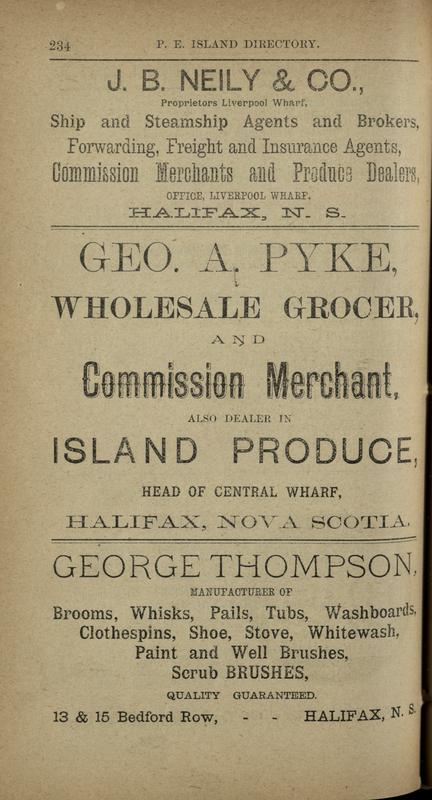 234 P. E. ISLAND DIRECTORY.
J. B. NEILY & CO.,
Proprietors Liverpool Wharf,
Ship and Steamship Agents and Brokers,
Forwarding, Freight and Insurance Agents,
Commission Merchants and Produce Dealers,
OFFICE, LIVERPOOL WHARF,
HALIFAX, N. S.
GEO. A. PYKE,
WHOLESALE GROCER,
AND
Commission Merchant,
ALSO DEALER IN
ISLAND PRODUCE,
HEAD OF CENTRAL WHARF,
HALIFAX, NOVA SCOTIA.
GEORGE THOMPSON,
MANUFACTURER OF
Brooms, Whisks, Pails, Tubs, Washboards,
Clothespins, Shoe, Stove, Whitewash,
Paint and Well Brushes,
Scrub BRUSHES,
QUALITY GUARANTEED.
13 & 15 Bedford Row, - - HALIFAX, N. S.